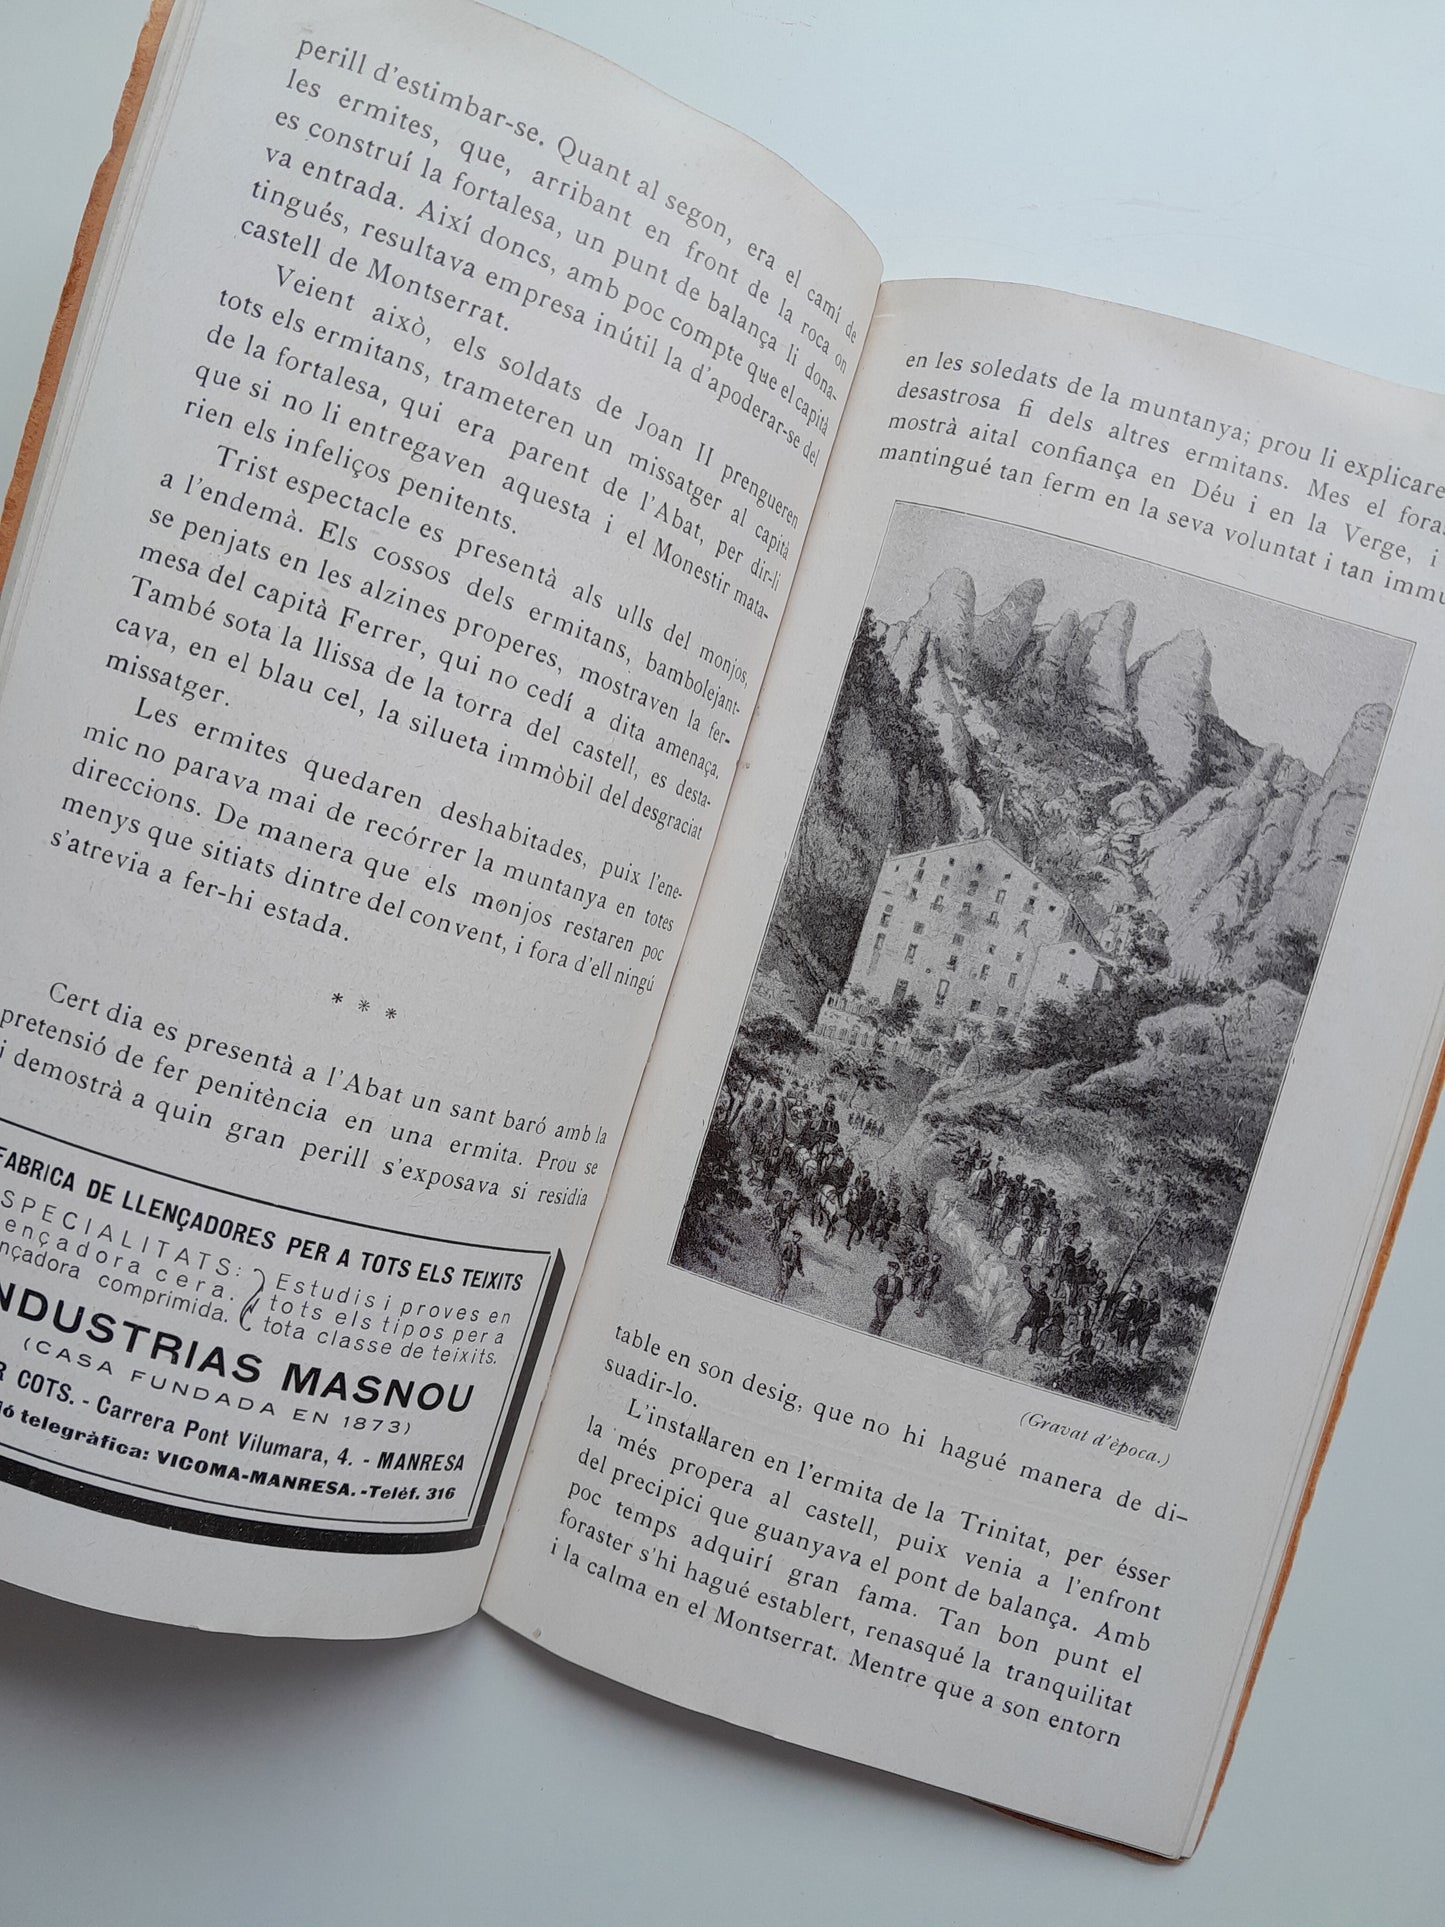 perill d'estimbar-se. Quant al segon, era el camí de
les ermites, que, arribant en front de la roca on
es construí la fortalesa, un punt de balança li dona-
va entrada. Així doncs, amb poc compte que el capità
tingués, resultava empresa inútil la d'apoderar-se del
castell de Montserrat.
Veient això, els soldats de Joan II prengueren
tots els ermitans, trameteren un missatger al capità
de la fortalesa, qui era parent de l'Abat, per dir-li
que si no li entregaven aquesta i el Monestir mata-
rien els infeliços penitents.
Trist espectacle es presentà als ulls del monjos,
a l'endemà. Els cossos dels ermitans, bambolejant-
se penjats en les alzines properes, mostraven la fer-
mesa del capità Ferrer, qui no cedí a dita amenaça.
També sota la llissa de la torra del castell, es desta-
cava, en el blau cel, la silueta immòbil del desgraciat
missatger.
Les ermites quedaren deshabitades, puix l'ene-
mic no parava mai de recórrer la muntanya en totes
direccions. De manera que els monjos restaren poc
menys que sitiats dintre del convent, i fora d'ell ningú
s'atrevia a fer-hi estada.
* * *
Cert dia es presentà a l'Abat un sant baró amb la
pretensió de fer penitència en una ermita. Prou se
i demostrà a quin gran perill s'exposava si residia
FABRICA DE LLENÇADORES PER A TOTS ELS TEIXITS
SPECIALITATS:
ençadora cera.
nçadora comprimida.
Estudis i proves en
tots els tipos per a
tota classe de teixits.
NDUSTRIAS MASNOU
(CASA FUNDADA EN 1873)
R COTS. - Carrera Pont Vilumara, 4. - MANRESA
ió telegràfica: VICOMA-MANRESA. - Teléf. 316
en les soledats de la muntanya; prou li explicare
desastrosa fi dels altres ermitans. Mes el fora
mostrà aital confiança en Déu i en la Verge, i
mantingué tan ferm en la seva voluntat i tan immu
(Gravat d'època.)
table en son desig, que no hi hagué manera de di-
suadir-lo.
L'instal·laren en l'ermita de la Trinitat, per ésser
la més propera al castell, puix venia a l'enfront
del precipici que guanyava el pont de balança. Amb
poc temps adquirí gran fama. Tan bon punt el
foraster s'hi hagué establert, renasqué la tranquilitat
i la calma en el Montserrat. Mentre que a son entorn